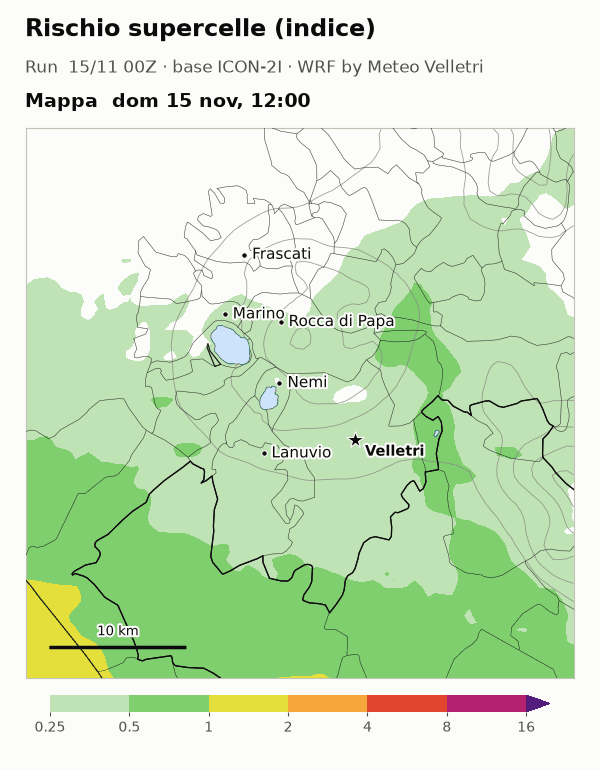 Rischio supercelle (indice)
Run 15/11 00Z · base ICON-2I · WRF by Meteo Velletri
Mappa dom 15 nov, 12:00
Frascati
Marino
Rocca di Papa
Nemi
Velletri
Lanuvio
10 km
0.25 0.5 1 2 4 8 16